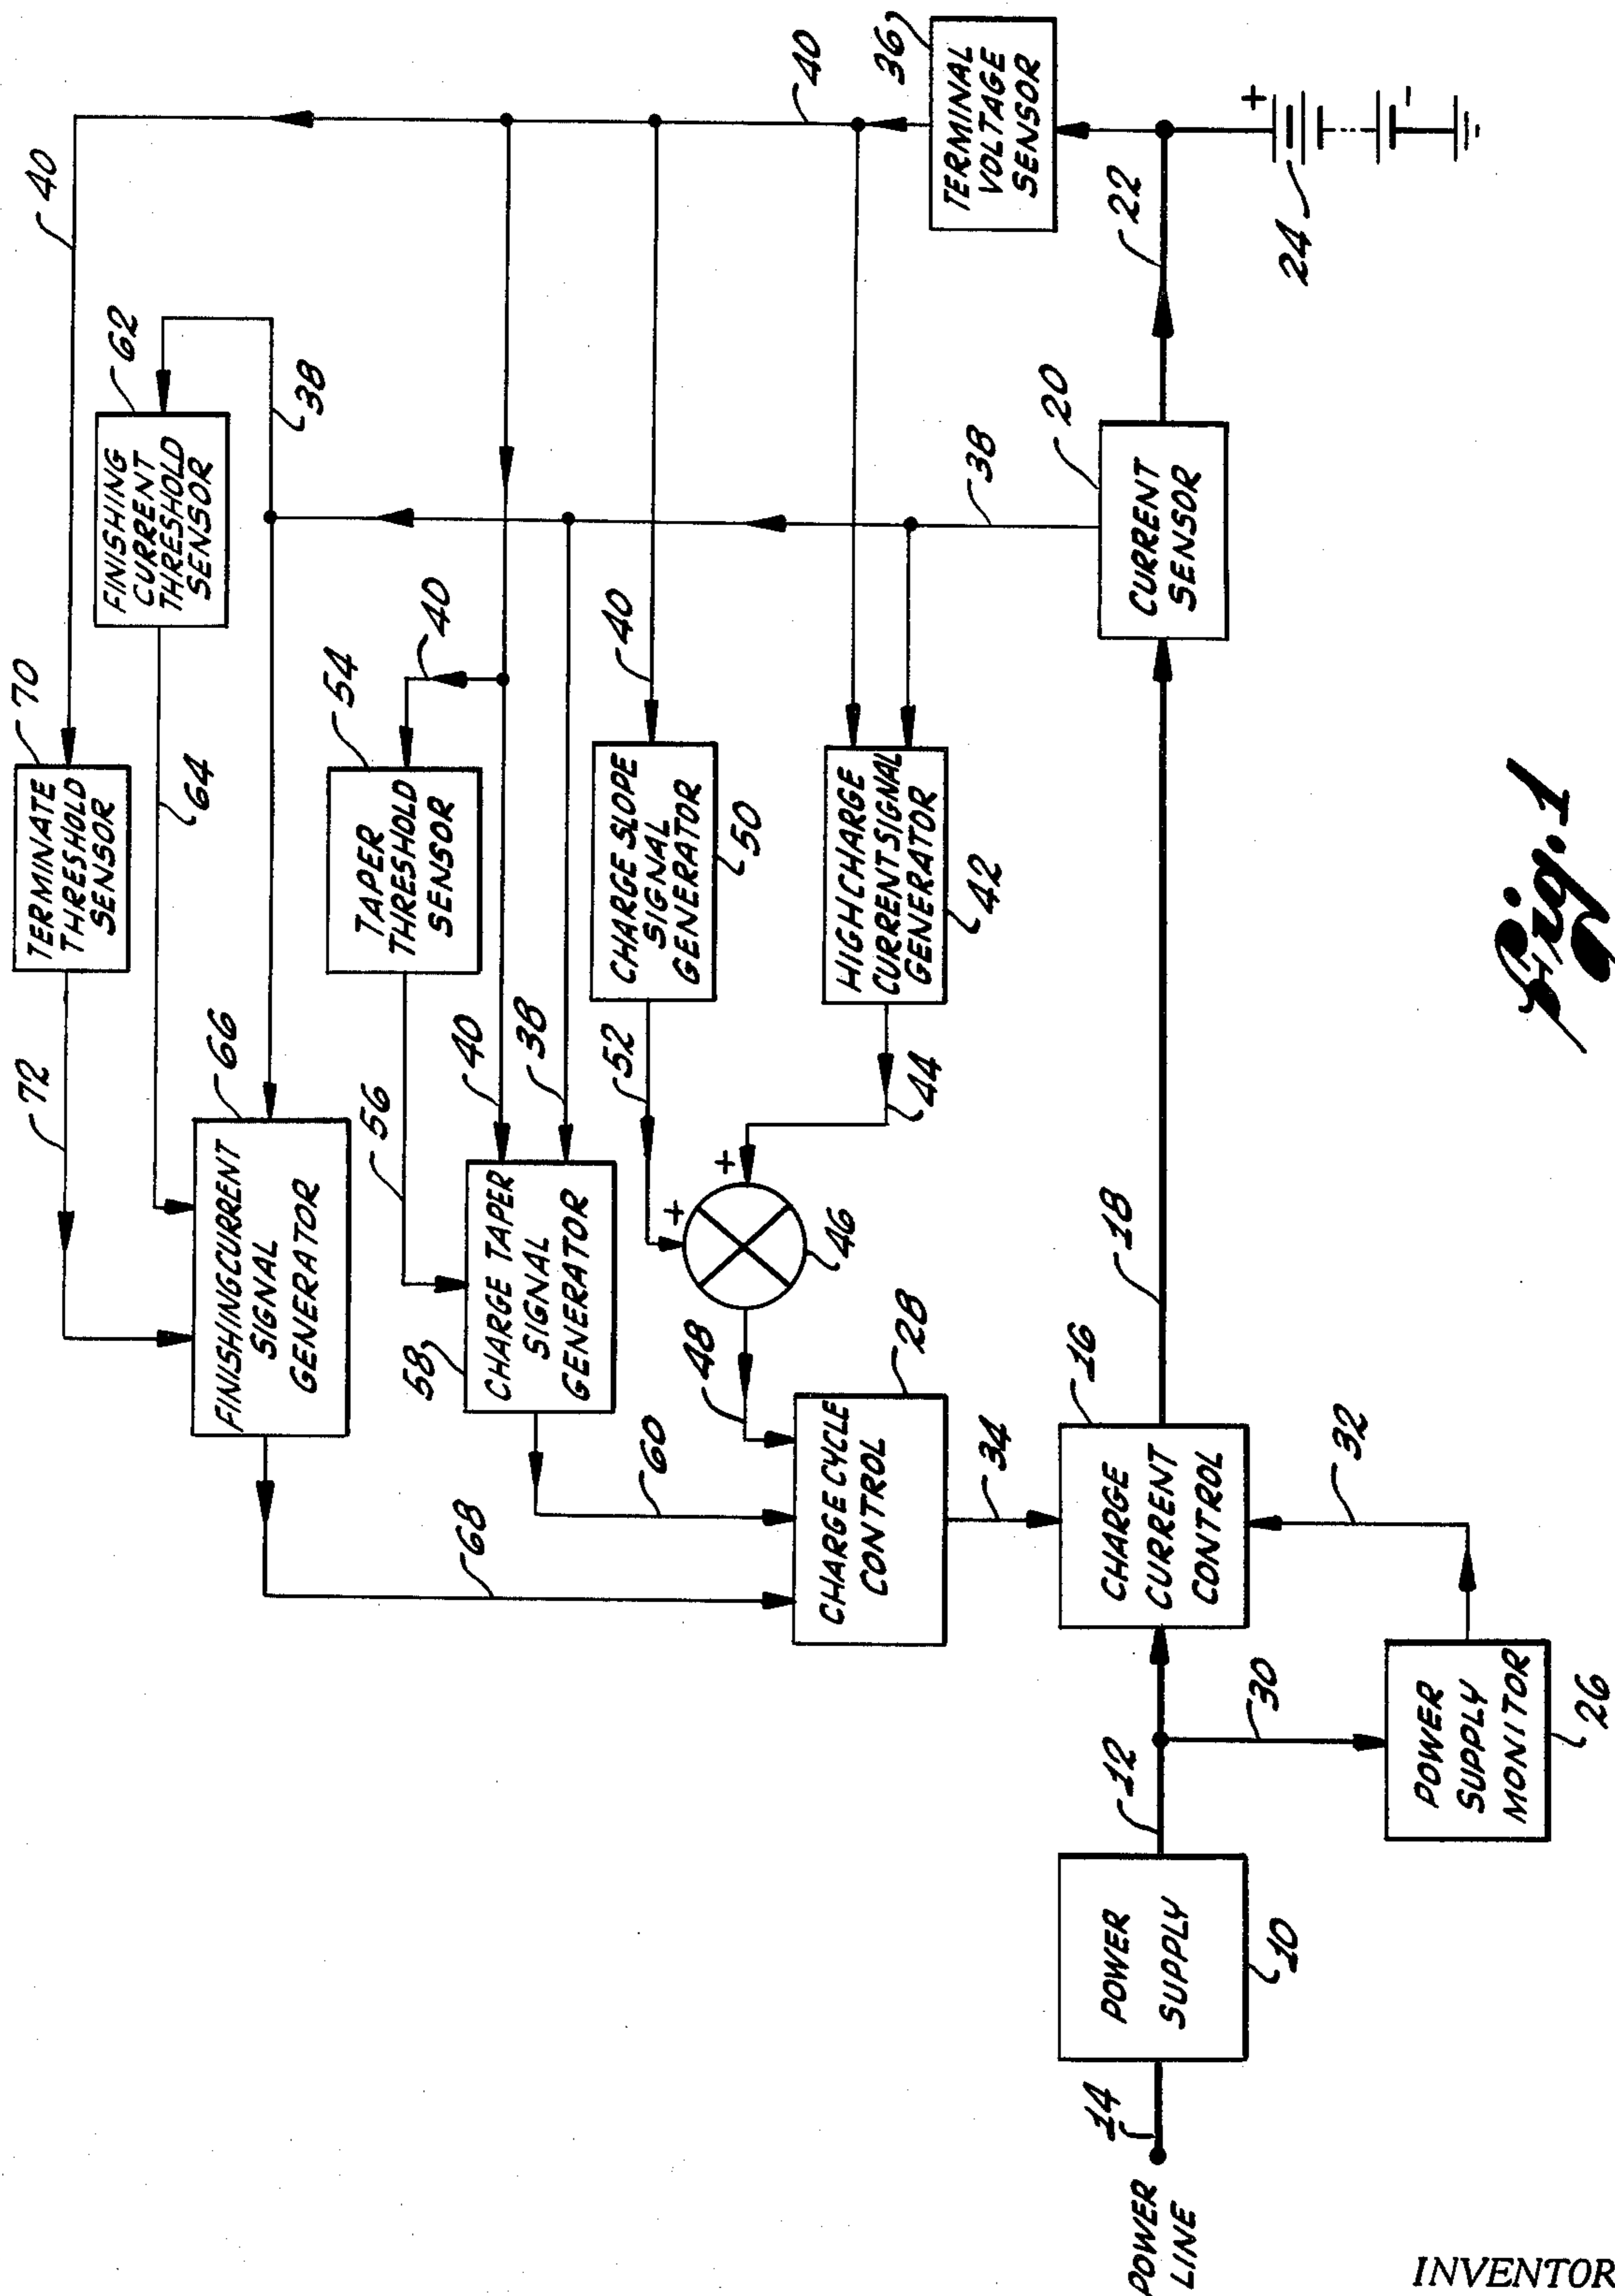 40
62
FINISHING
CURRENT
THRESHOLD
SENSOR
38
70
TERMINATE
THRESHOLD
SENSOR
64
72
66
FINISHING CURRENT
SIGNAL
GENERATOR
68
54
TAPER
THRESHOLD
SENSOR
40
56
40
38
58
CHARGE TAPER
SIGNAL
GENERATOR
60
40
CHARGE SLOPE
SIGNAL
GENERATOR
50
52
+
+
46
48
HIGH CHARGE
CURRENT SIGNAL
GENERATOR
42
44
28
CHARGE CYCLE
CONTROL
34
40
36
TERMINAL
VOLTAGE
SENSOR
38
POWER
LINE
14
POWER
SUPPLY
10
12
30
POWER
SUPPLY
MONITOR
26
32
16
CHARGE
CURRENT
CONTROL
18
20
CURRENT
SENSOR
22
24
+
-
Fig. 1
INVENTOR